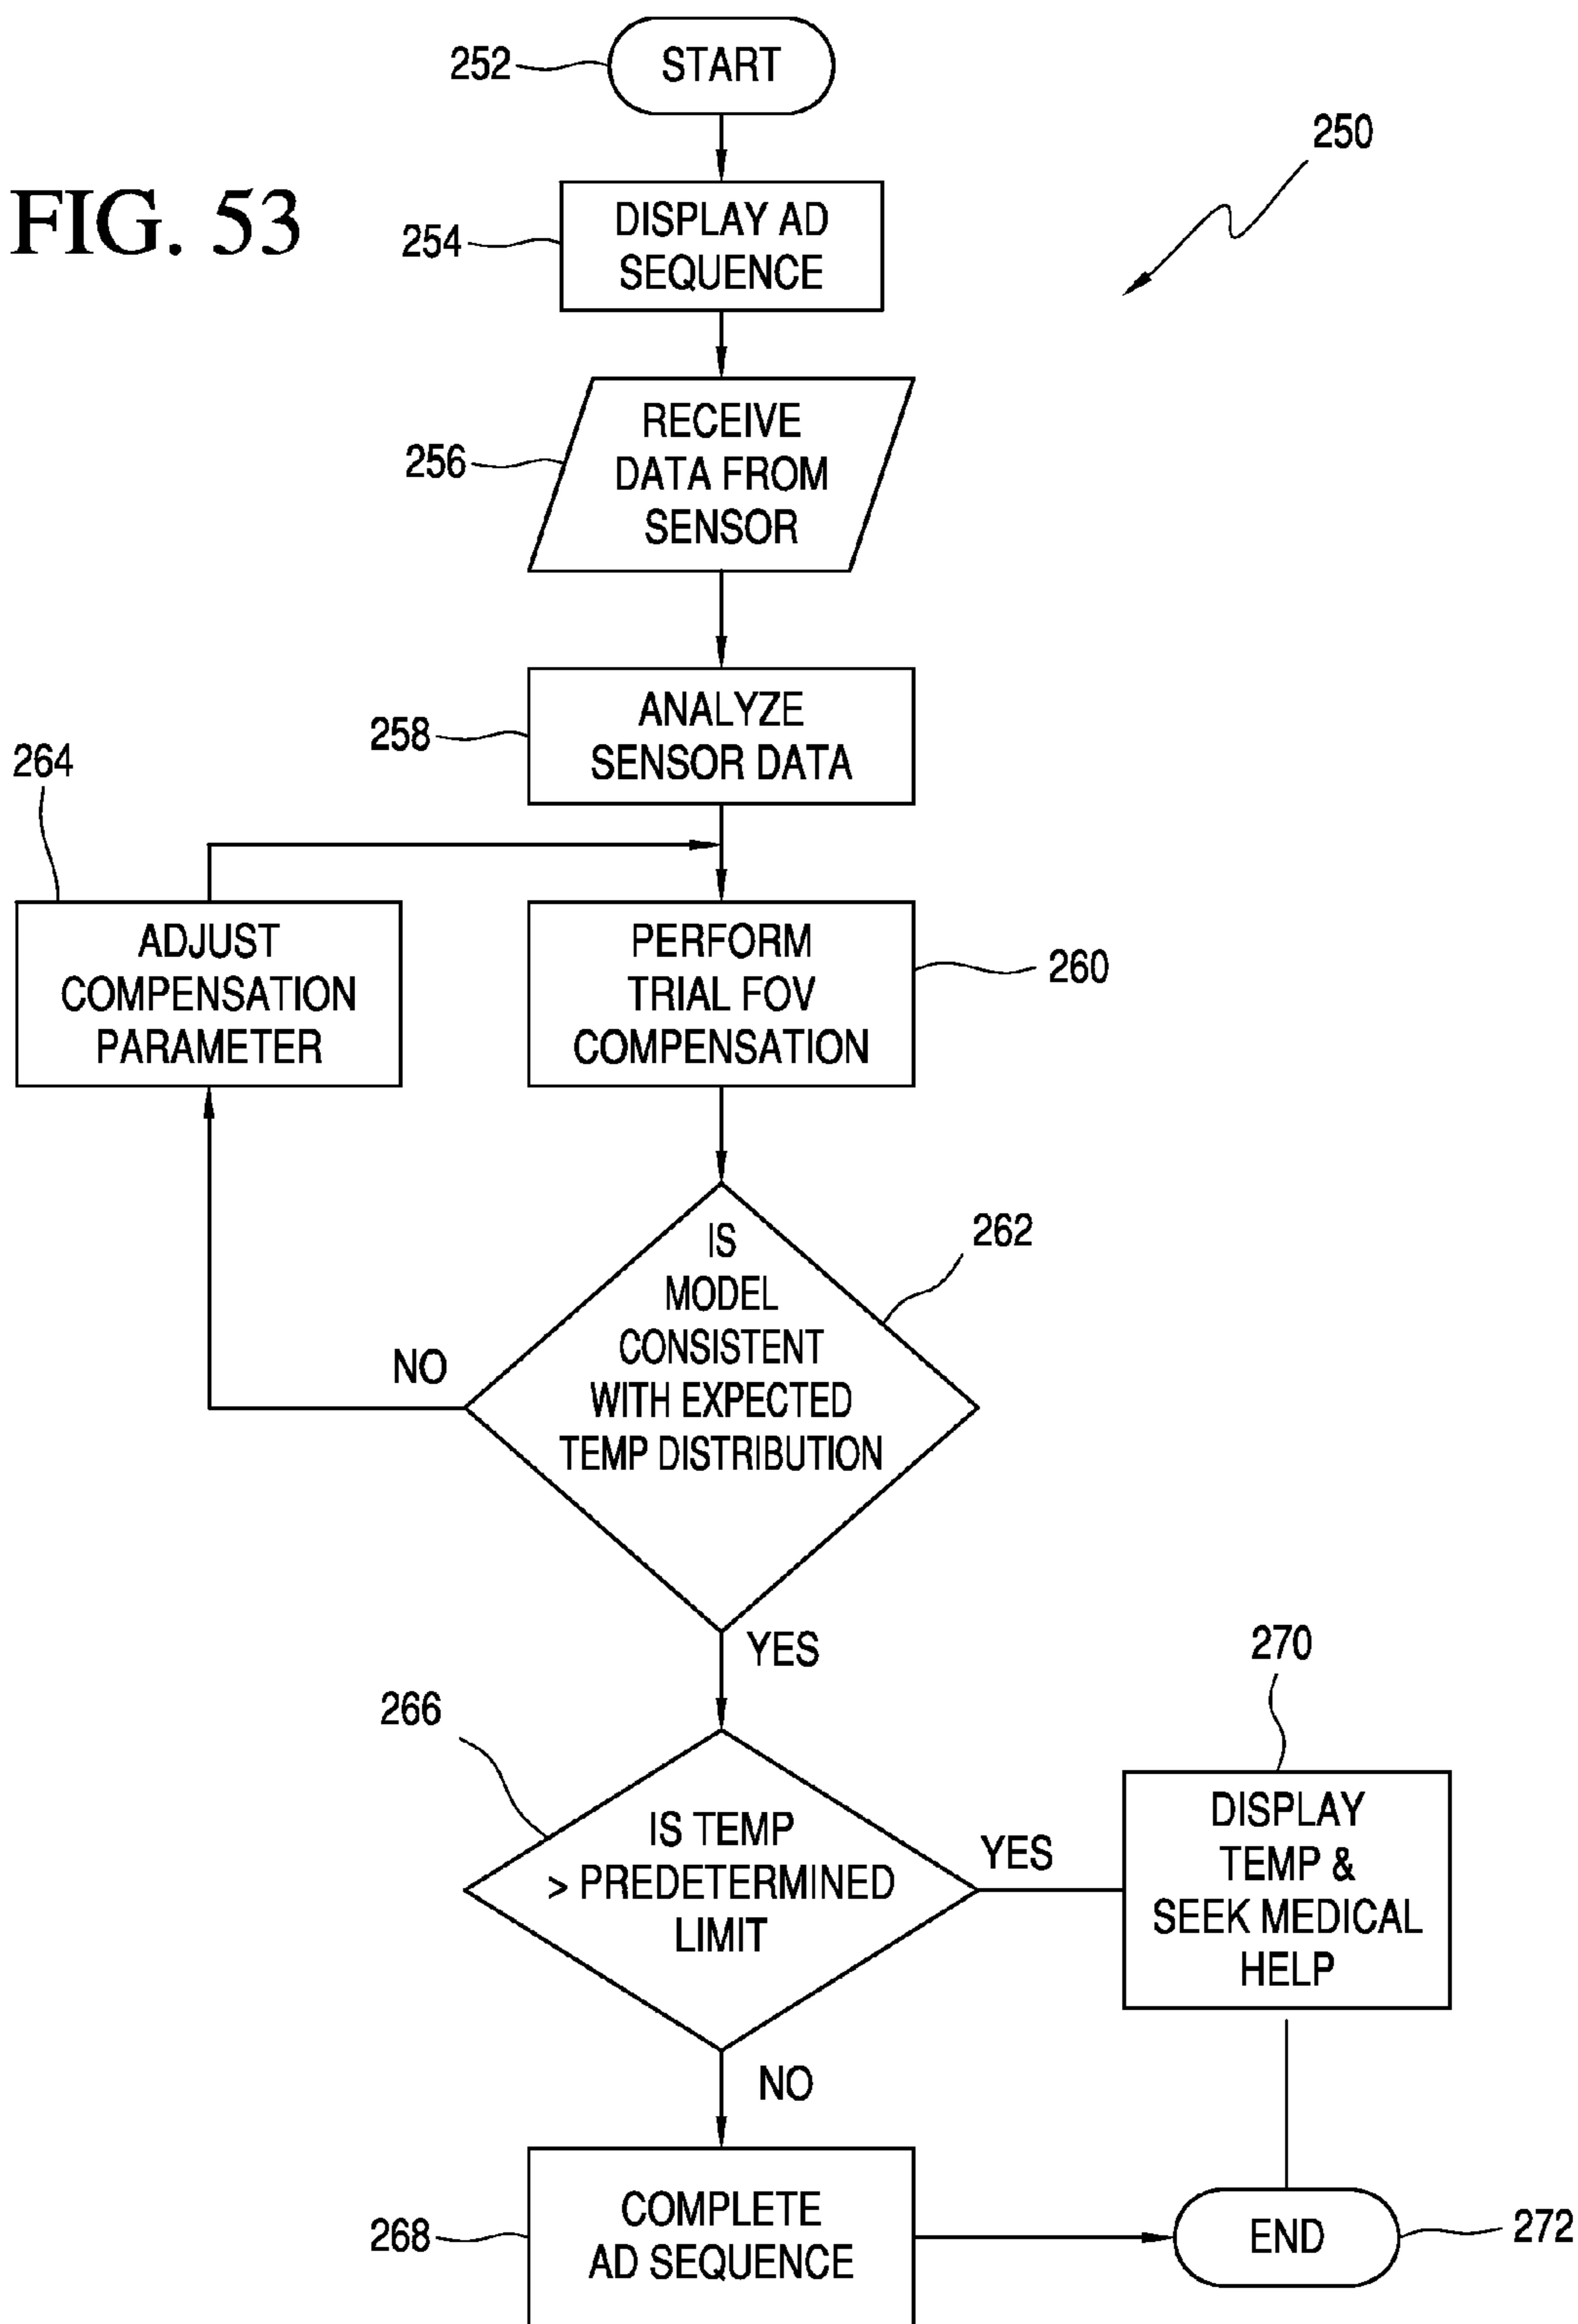 252
START
250
FIG. 53
254
DISPLAY AD
SEQUENCE
256
RECEIVE
DATA FROM
SENSOR
258
ANALYZE
SENSOR DATA
264
ADJUST
COMPENSATION
PARAMETER
PERFORM
TRIAL FOV
COMPENSATION
260
IS
MODEL
CONSISTENT
WITH EXPECTED
TEMP DISTRIBUTION
262
NO
YES
266
IS TEMP
> PREDETERMINED
LIMIT
YES
270
DISPLAY
TEMP &
SEEK MEDICAL
HELP
NO
268
COMPLETE
AD SEQUENCE
END
272